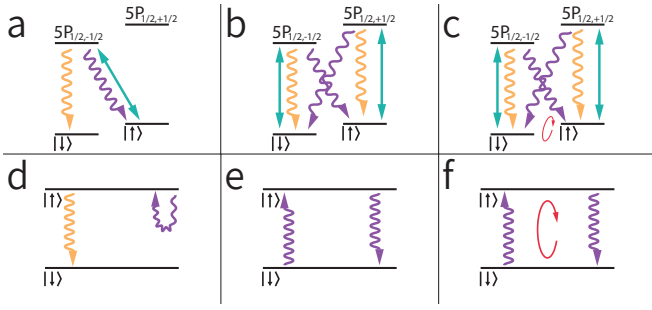 a
5P1/2,-1/2
5P1/2,+1/2
|↓⟩
|↑⟩
b
5P1/2,-1/2
5P1/2,+1/2
|↓⟩
|↑⟩
c
5P1/2,-1/2
5P1/2,+1/2
|↓⟩
|↑⟩
d
|↑⟩
|↓⟩
e
|↑⟩
|↓⟩
f
|↑⟩
|↓⟩